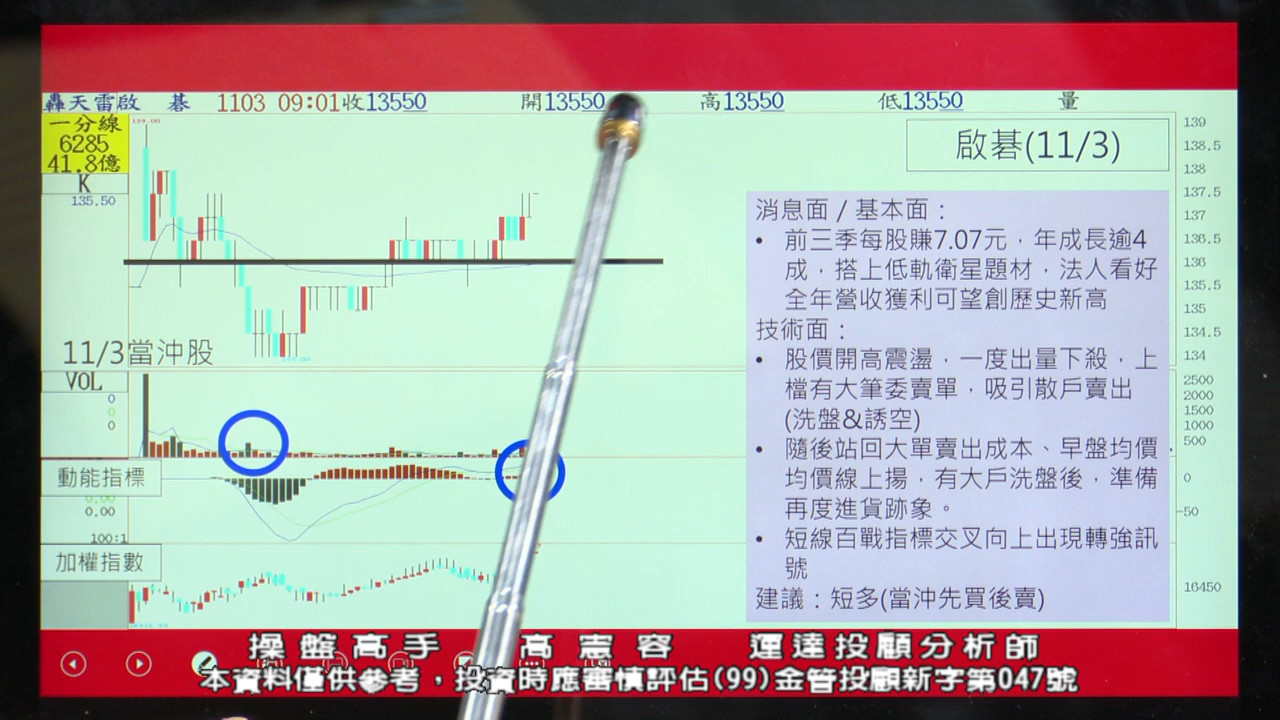 轟天雷啟 碁 1103 09:01收13550 開13550 高13550 低13550 量
一分線
6285
41.8億
K
135.50
139.00
啟碁(11/3)
139
138.5
138
137.5
137
136.5
136
135.5
135
134.5
134
消息面 / 基本面：
• 前三季每股賺7.07元，年成長逾4
成，搭上低軌衛星題材，法人看好
全年營收獲利可望創歷史新高
技術面：
• 股價開高震盪，一度出量下殺，上
檔有大筆委賣單，吸引散戶賣出
(洗盤&誘空)
• 隨後站回大單賣出成本、早盤均價
均價線上揚，有大戶洗盤後，準備
再度進貨跡象。
• 短線百戰指標交叉向上出現轉強訊
號
建議：短多(當沖先買後賣)
11/3當沖股
VOL
0
0
0
2500
2000
1500
1000
500
動能指標
0.00
0.00
100:1
0
-50
加權指數
16450
操盤高手 高憲容 運達投顧分析師
本資料僅供參考，投資時應審慎評估(99)金管投顧新字第047號